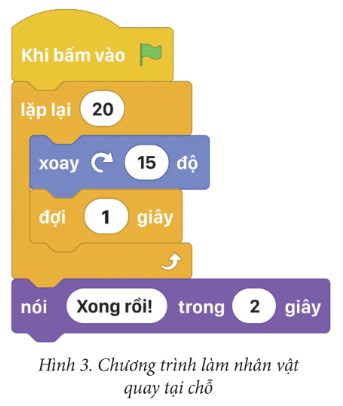 Khi bấm vào
lặp lại 20
xoay 15 độ
đợi 1 giây
nói Xong rồi! trong 2 giây
Hình 3. Chương trình làm nhân vật
quay tại chỗ